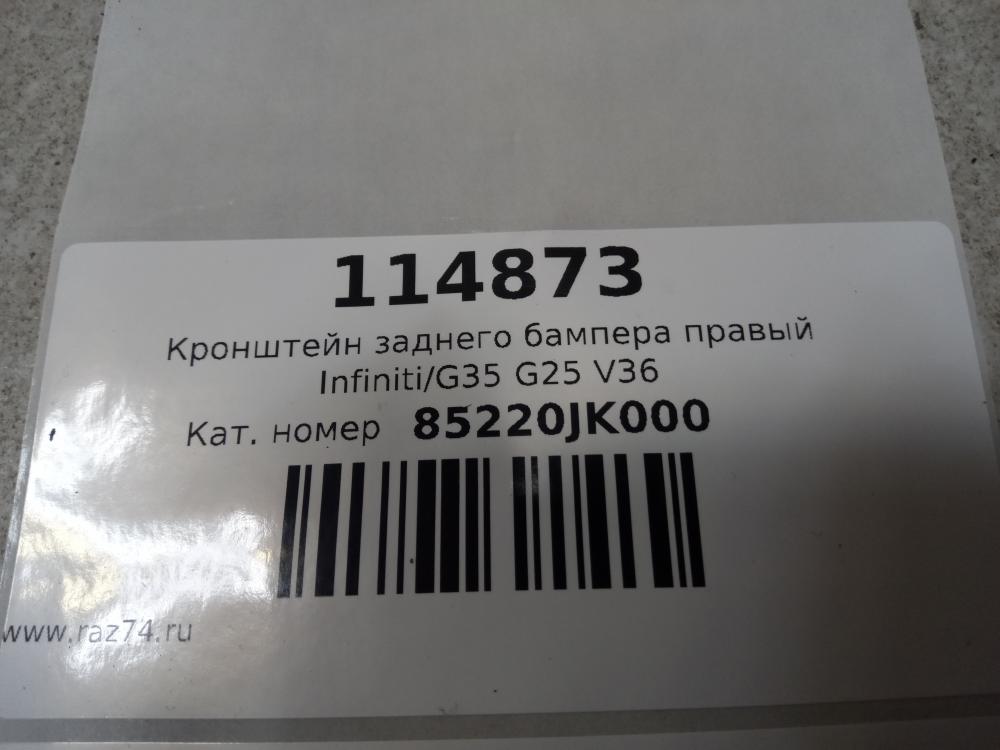 114873
Кронштейн заднего бампера правый
Infiniti/G35 G25 V36
Кат. номер 85220JK000
www.raz74.ru